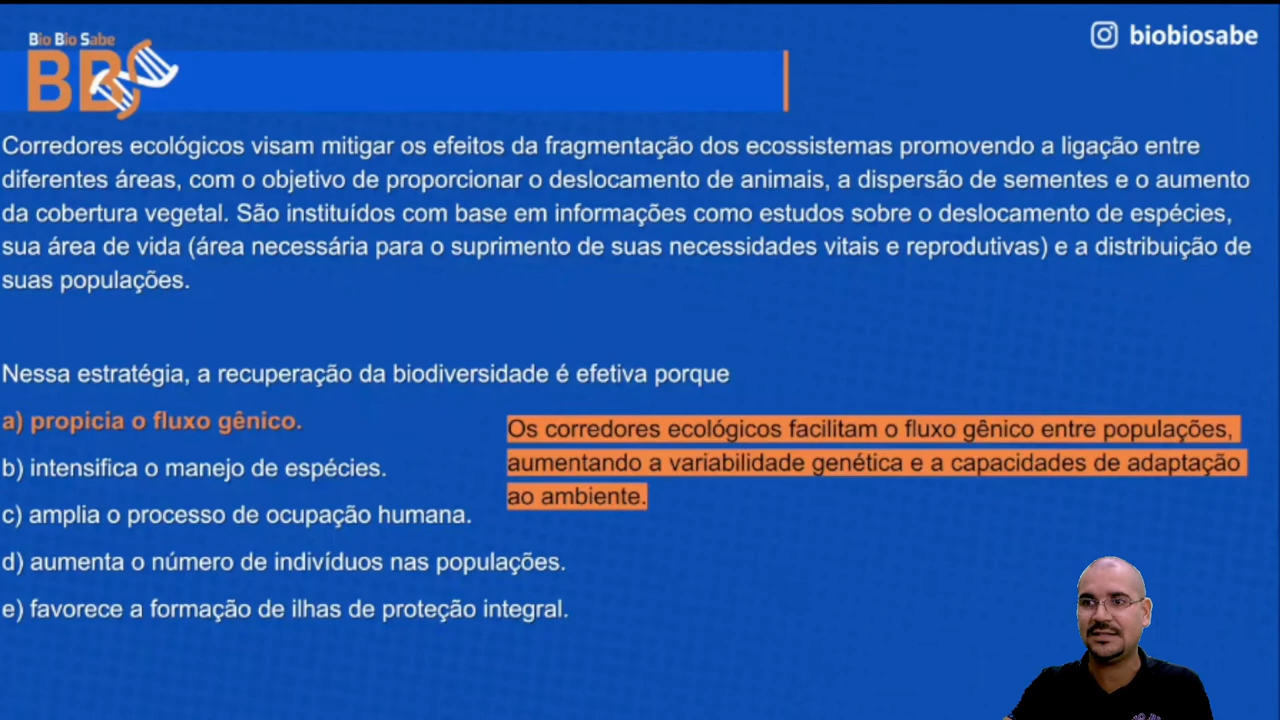 Bio Bio Sabe
BBS
biobiosabe
Corredores ecológicos visam mitigar os efeitos da fragmentação dos ecossistemas promovendo a ligação entre
diferentes áreas, com o objetivo de proporcionar o deslocamento de animais, a dispersão de sementes e o aumento
da cobertura vegetal. São instituídos com base em informações como estudos sobre o deslocamento de espécies,
sua área de vida (área necessária para o suprimento de suas necessidades vitais e reprodutivas) e a distribuição de
suas populações.
Nessa estratégia, a recuperação da biodiversidade é efetiva porque
a) propicia o fluxo gênico.
b) intensifica o manejo de espécies.
c) amplia o processo de ocupação humana.
d) aumenta o número de indivíduos nas populações.
e) favorece a formação de ilhas de proteção integral.
Os corredores ecológicos facilitam o fluxo gênico entre populações,
aumentando a variabilidade genética e a capacidades de adaptação
ao ambiente.